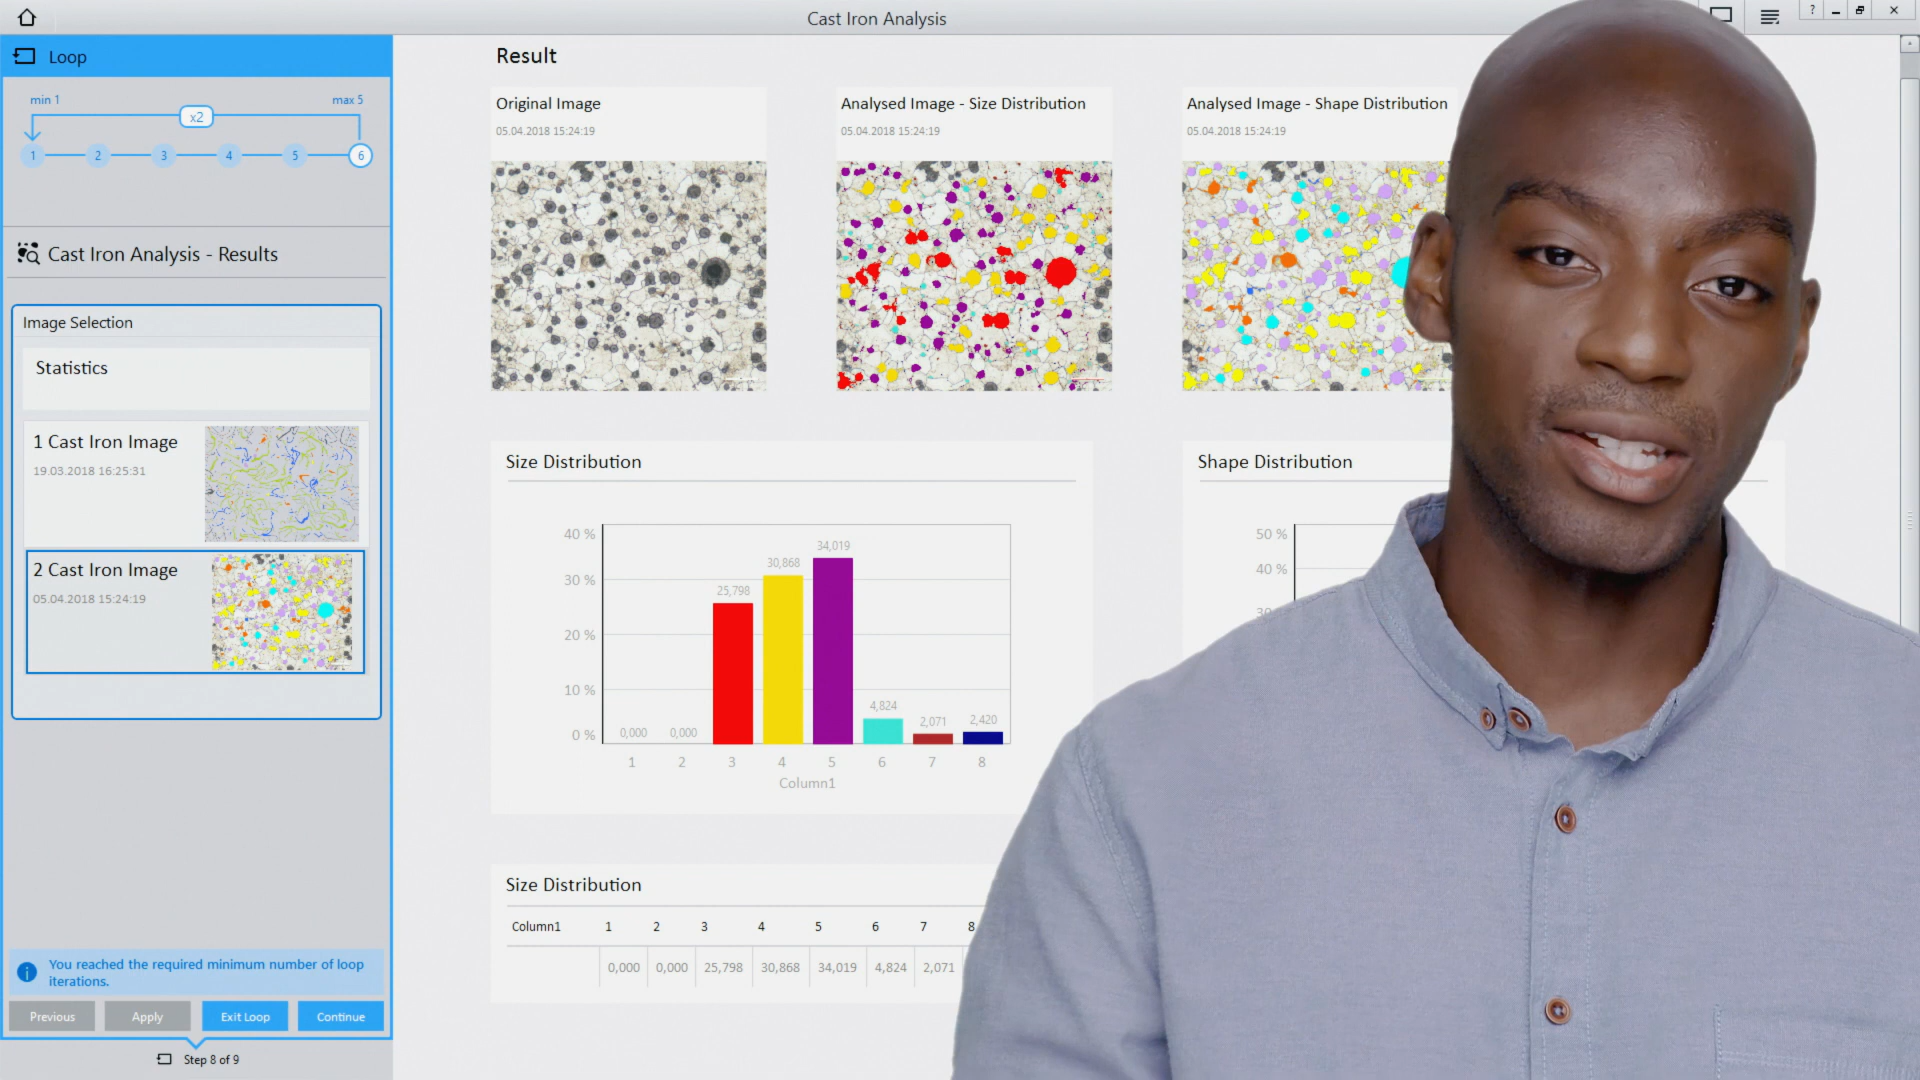 Cast Iron Analysis
?
Loop
min 1
max 5
x2
1 2 3 4 5 6
Cast Iron Analysis - Results
Image Selection
Statistics
1 Cast Iron Image
19.03.2018 16:25:31
2 Cast Iron Image
05.04.2018 15:24:19
You reached the required minimum number of loop
iterations.
Previous Apply Exit Loop Continue
Step 8 of 9
Result
Original Image
05.04.2018 15:24:19
Analysed Image - Size Distribution
05.04.2018 15:24:19
Analysed Image - Shape Distribution
05.04.2018 15:24:19
Size Distribution
40 %
30 %
20 %
10 %
0 %
0,000 0,000 25,798 30,868 34,019 4,824 2,071 2,420
1 2 3 4 5 6 7 8
Column1
Shape Distribution
50 %
40 %
Size Distribution
Column1 1 2 3 4 5 6 7 8
0,000 0,000 25,798 30,868 34,019 4,824 2,071